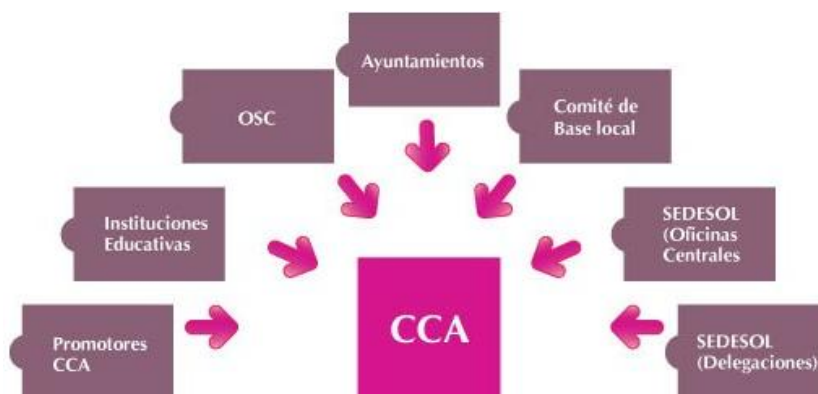 Ayuntamientos
OSC
Comité de
Base local
Instituciones
Educativas
SEDESOL
(Oficinas
Centrales
Promotores
CCA
CCA
SEDESOL
(Delegaciones)